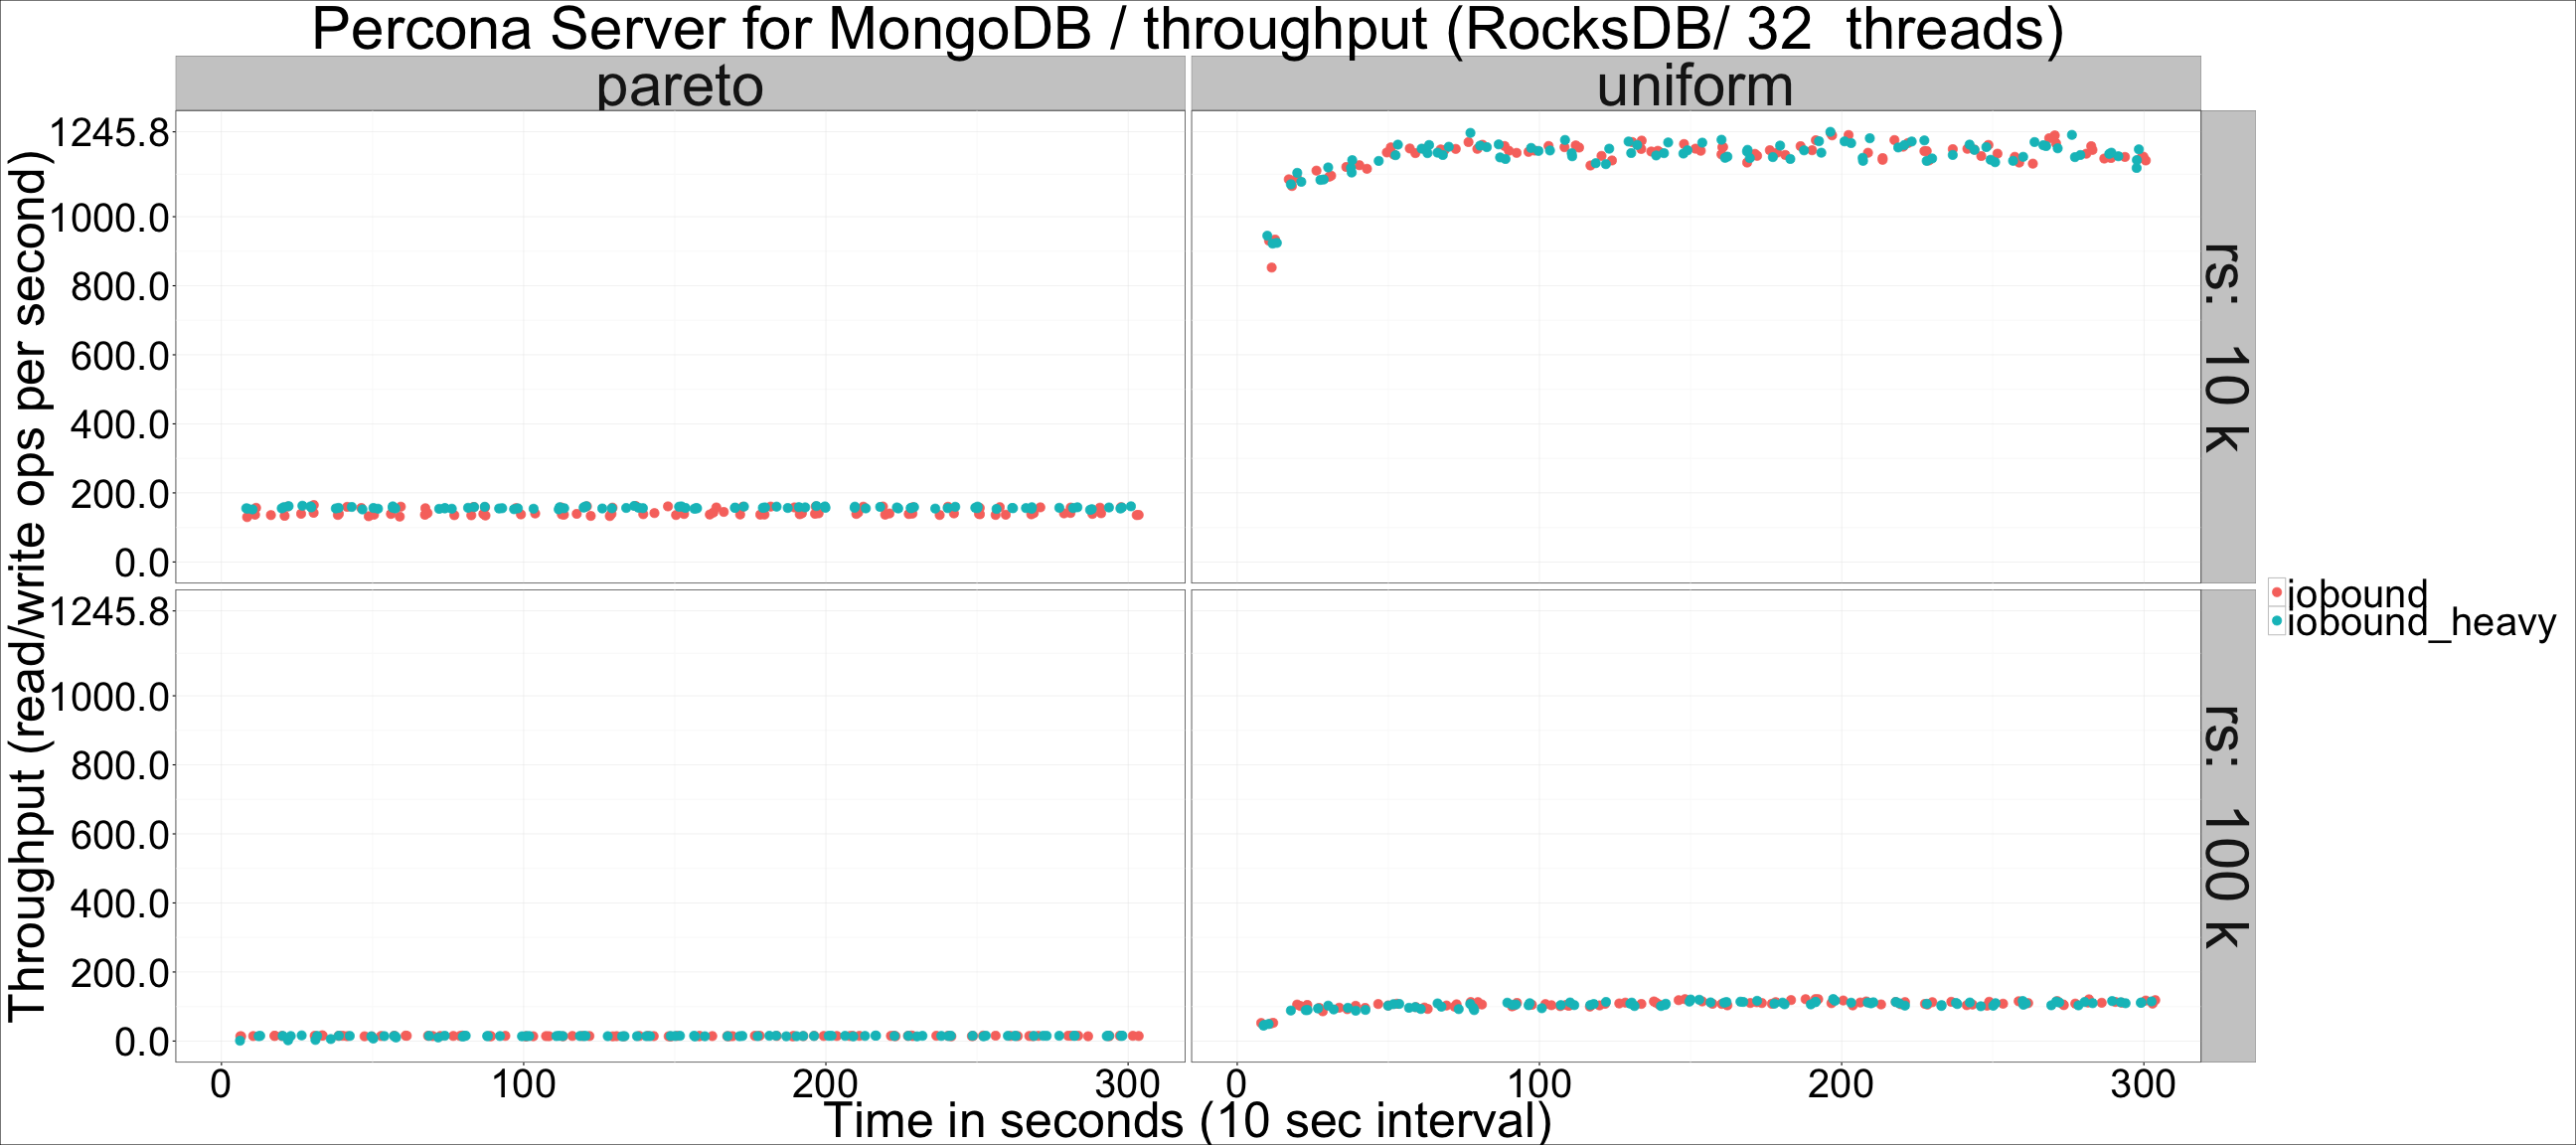 Percona Server for MongoDB / throughput (RocksDB/ 32  threads)
pareto
uniform
Throughput (read/write ops per second)
1245.8
1000.0
800.0
600.0
400.0
200.0
0.0
rs:  10 k
1245.8
1000.0
800.0
600.0
400.0
200.0
0.0
rs:  100 k
iobound
iobound_heavy
0 100 200 300
0 100 200 300
Time in seconds (10 sec interval)